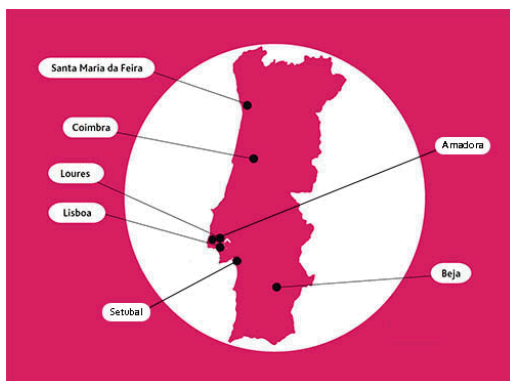 Santa Maria da Feira
Coimbra
Amadora
Loures
Lisboa
Beja
Setubal